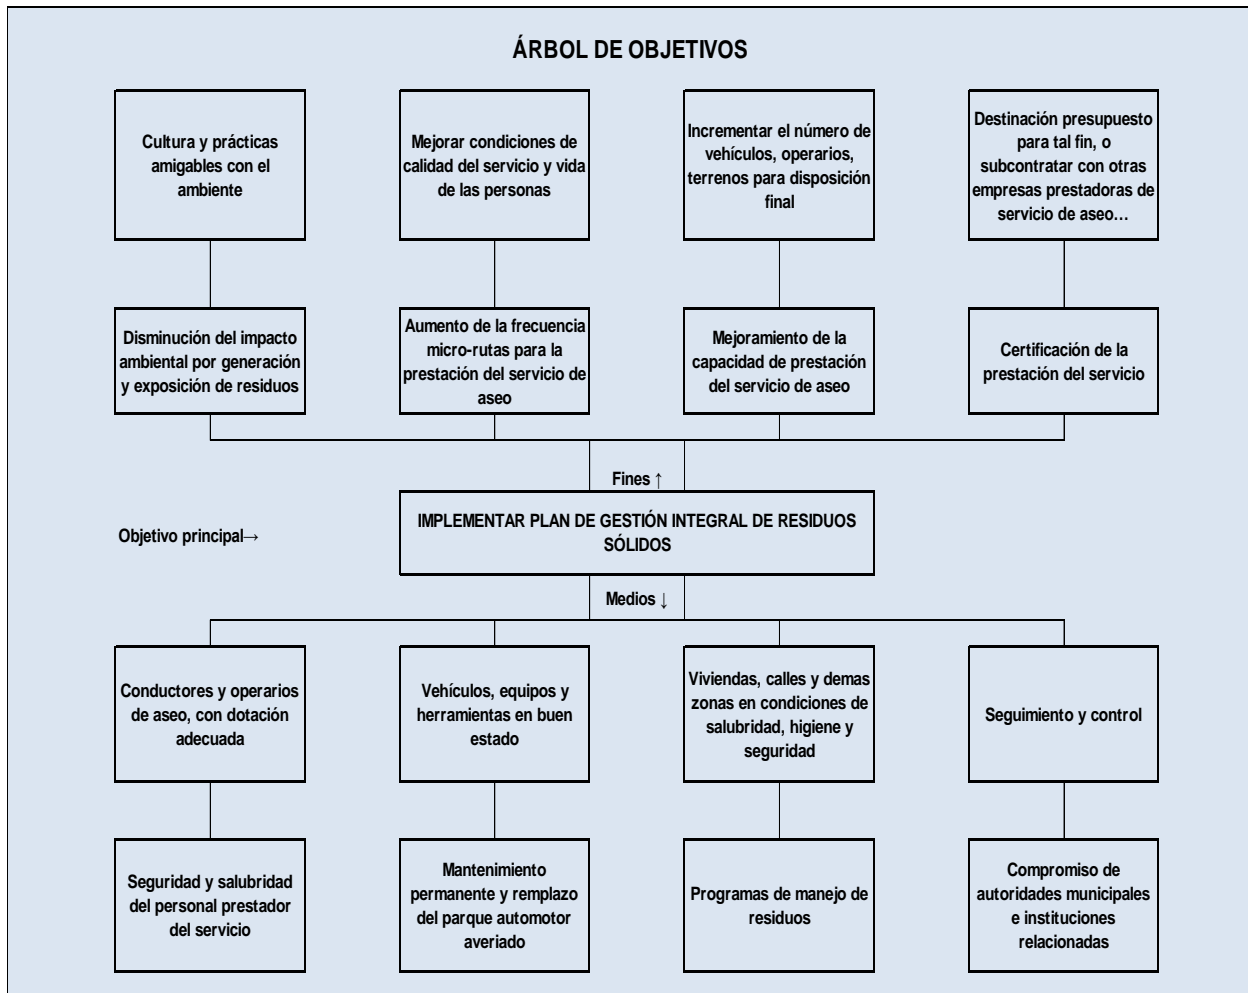 ÁRBOL DE OBJETIVOS
Cultura y prácticas
amigables con el
ambiente
Mejorar condiciones de
calidad del servicio y vida
de las personas
Incrementar el número de
vehículos, operarios,
terrenos para disposición
final
Destinación presupuesto
para tal fin, o
subcontratar con otras
empresas prestadoras de
servicio de aseo…
Disminución del impacto
ambiental por generación
y exposición de residuos
Aumento de la frecuencia
micro-rutas para la
prestación del servicio de
aseo
Mejoramiento de la
capacidad de prestación
del servicio de aseo
Certificación de la
prestación del servicio
Fines ↑
Objetivo principal→
IMPLEMENTAR PLAN DE GESTIÓN INTEGRAL DE RESIDUOS
SÓLIDOS
Medios ↓
Conductores y operarios
de aseo, con dotación
adecuada
Vehículos, equipos y
herramientas en buen
estado
Viviendas, calles y demas
zonas en condiciones de
salubridad, higiene y
seguridad
Seguimiento y control
Seguridad y salubridad
del personal prestador
del servicio
Mantenimiento
permanente y remplazo
del parque automotor
averiado
Programas de manejo de
residuos
Compromiso de
autoridades municipales
e instituciones
relacionadas